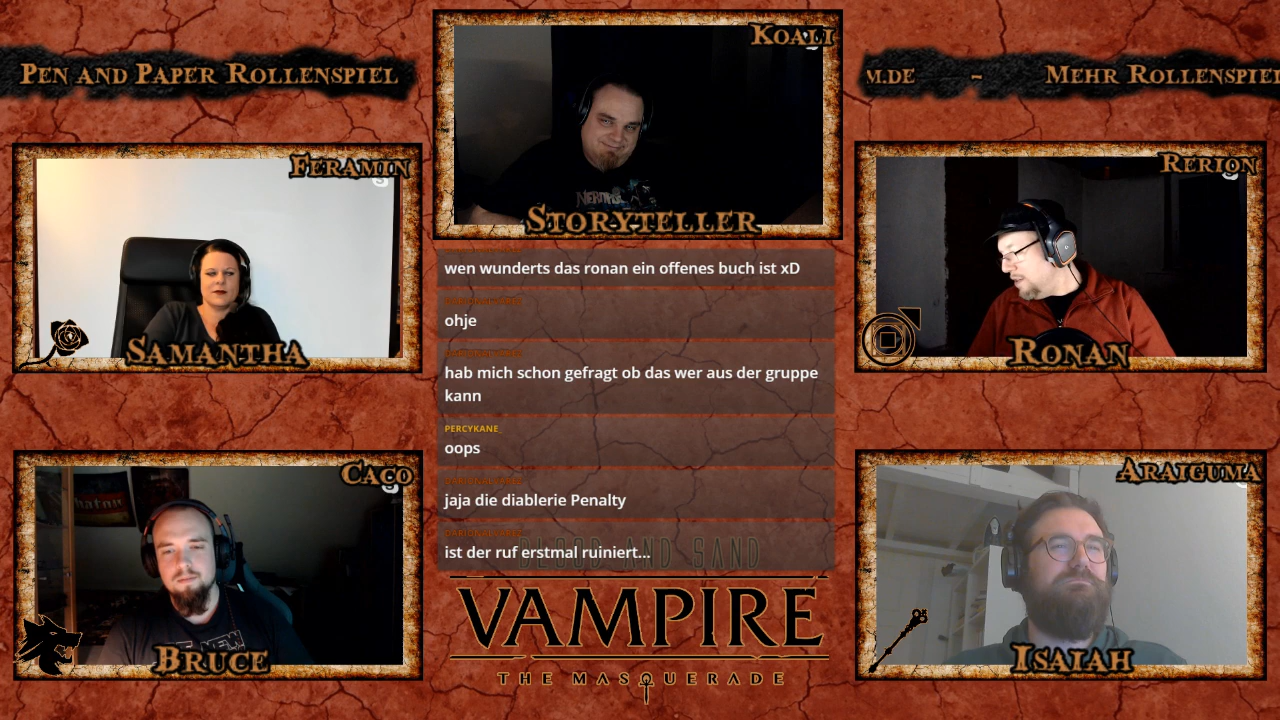 KOALI
PEN AND PAPER ROLLENSPIEL
M.DE - MEHR ROLLENSPIEL
FERAMIN
RERION
STORYTELLER
SAMANTHA
RONAN
wen wunderts das ronan ein offenes buch ist xD
ohje
hab mich schon gefragt ob das wer aus der gruppe
kann
PERCYKANE_
oops
jaja die diablerie Penalty
ist der ruf erstmal ruiniert...
BLOOD AND SAND
CACO
ARAIGUMA
VAMPIRE
THE MASQUERADE
BRUCE
ISAIAH